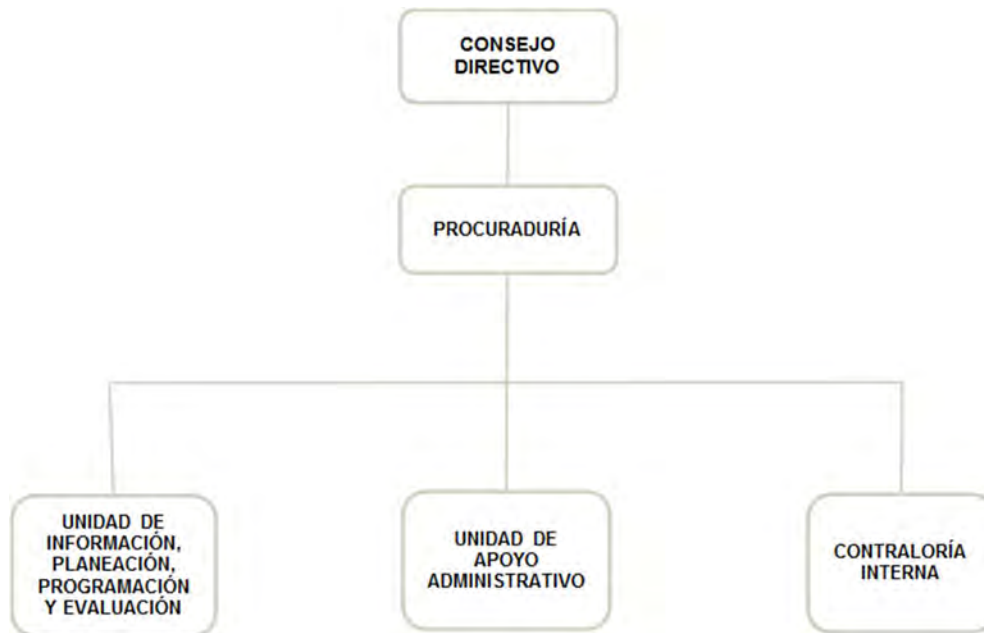 CONSEJO
DIRECTIVO
PROCURADURÍA
UNIDAD DE
INFORMACIÓN,
PLANEACIÓN,
PROGRAMACIÓN
Y EVALUACIÓN
UNIDAD DE
APOYO
ADMINISTRATIVO
CONTRALORÍA
INTERNA